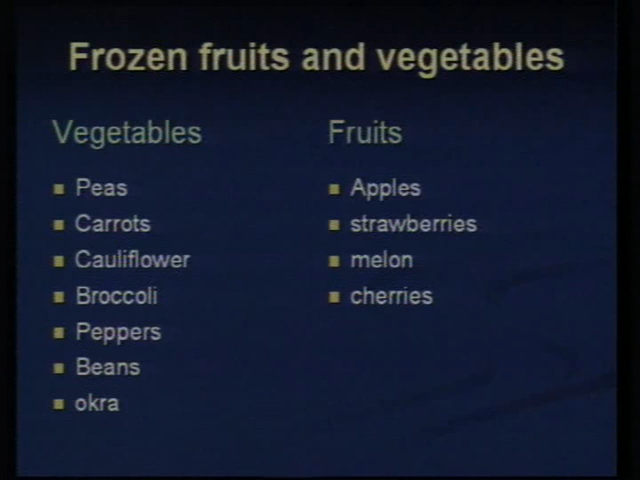 Frozen fruits and vegetables
Vegetables
Peas
Carrots
Cauliflower
Broccoli
Peppers
Beans
okra
Fruits
Apples
strawberries
melon
cherries